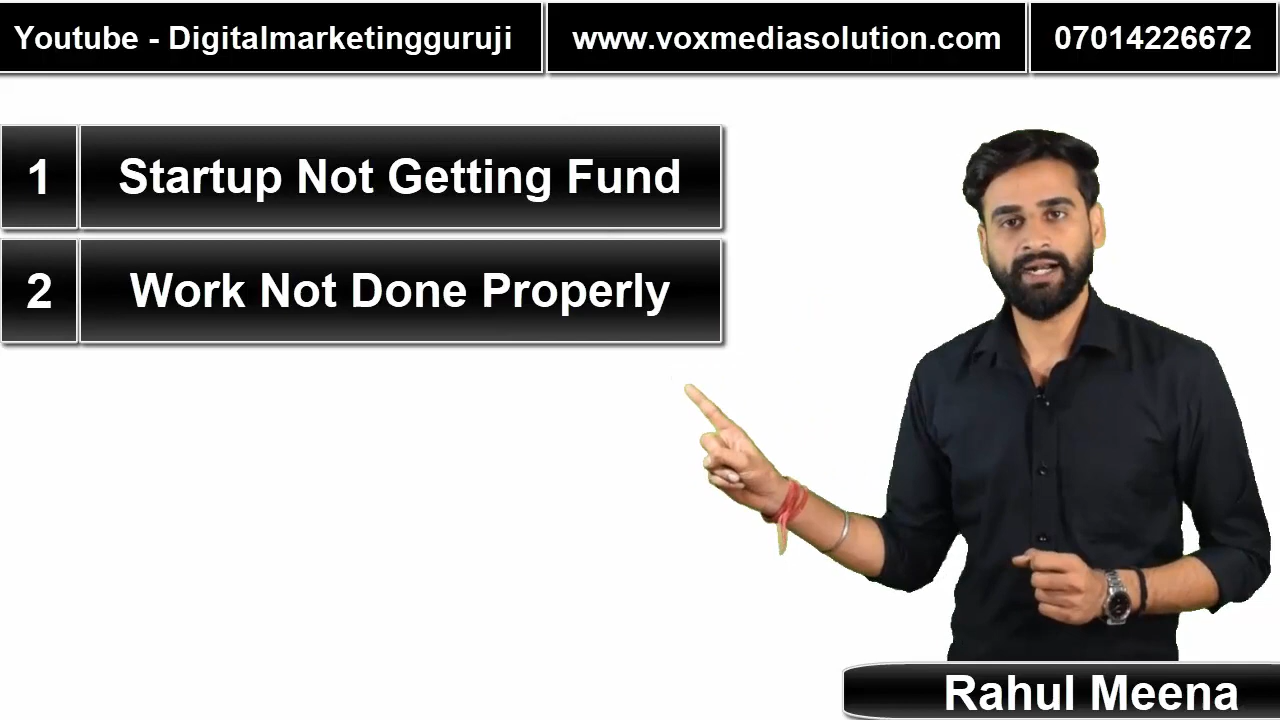 Youtube - Digitalmarketingguruji
www.voxmediasolution.com
07014226672
1 Startup Not Getting Fund
2 Work Not Done Properly
Rahul Meena